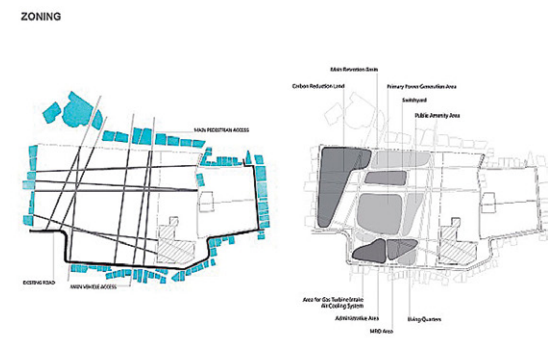 ZONING
Main Retention Basin
Carbon Reduction Land
Primary Power Generation Area
Switchyard
Public Amenity Area
MAIN PEDESTRIAN ACCESS
EXISTING ROAD
MAIN VEHICLE ACCESS
Area for Gas Turbine Intake
Air Cooling System
Administrative Area
Living Quarters
MRO Area